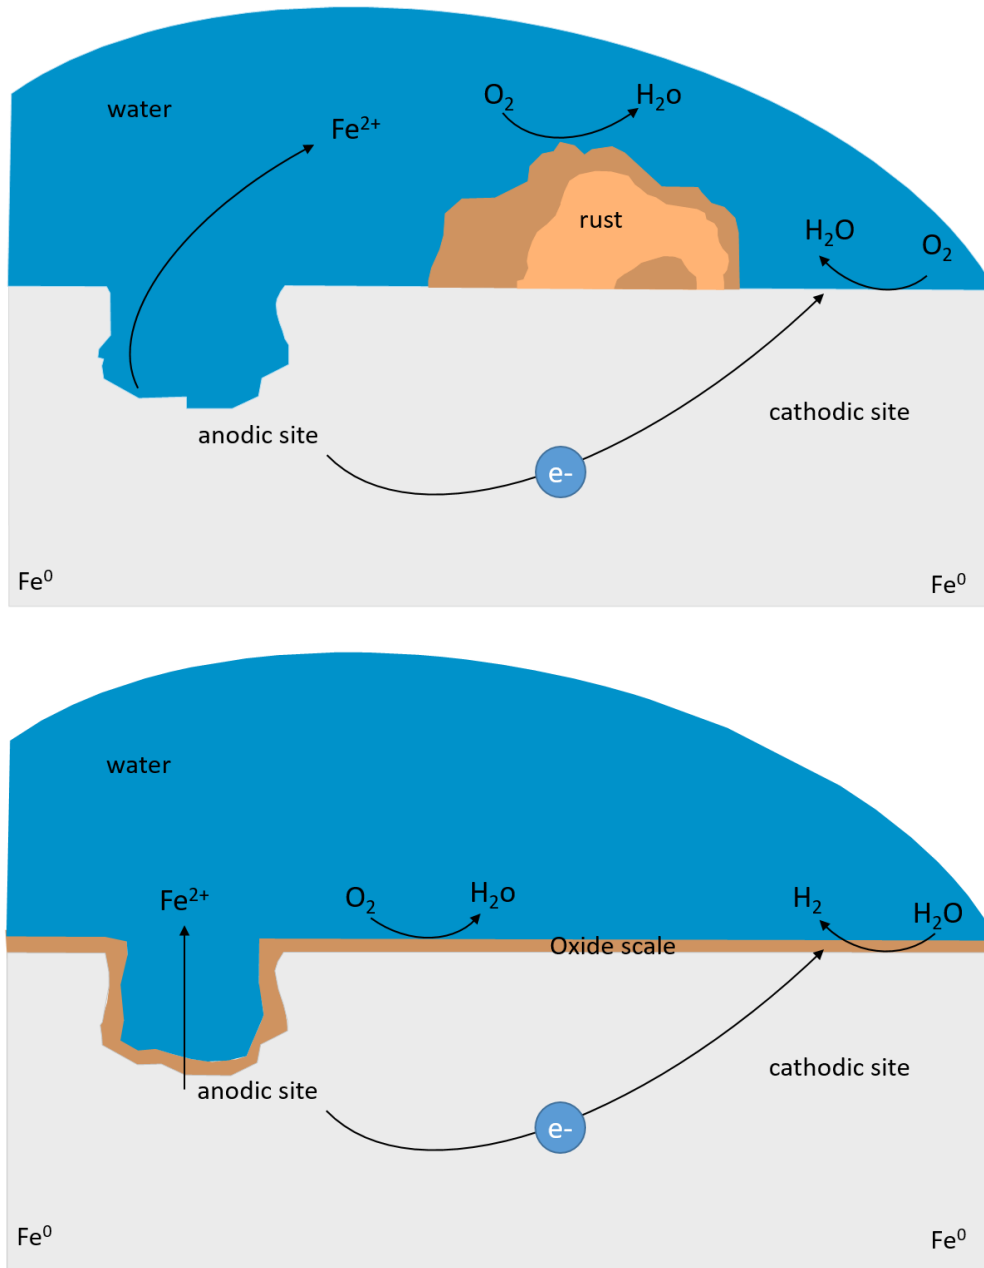 water
O₂
H₂o
Fe²⁺
rust
H₂O
O₂
cathodic site
anodic site
e-
Fe⁰
Fe⁰
water
Fe²⁺
O₂
H₂o
H₂
H₂O
Oxide scale
cathodic site
anodic site
e-
Fe⁰
Fe⁰